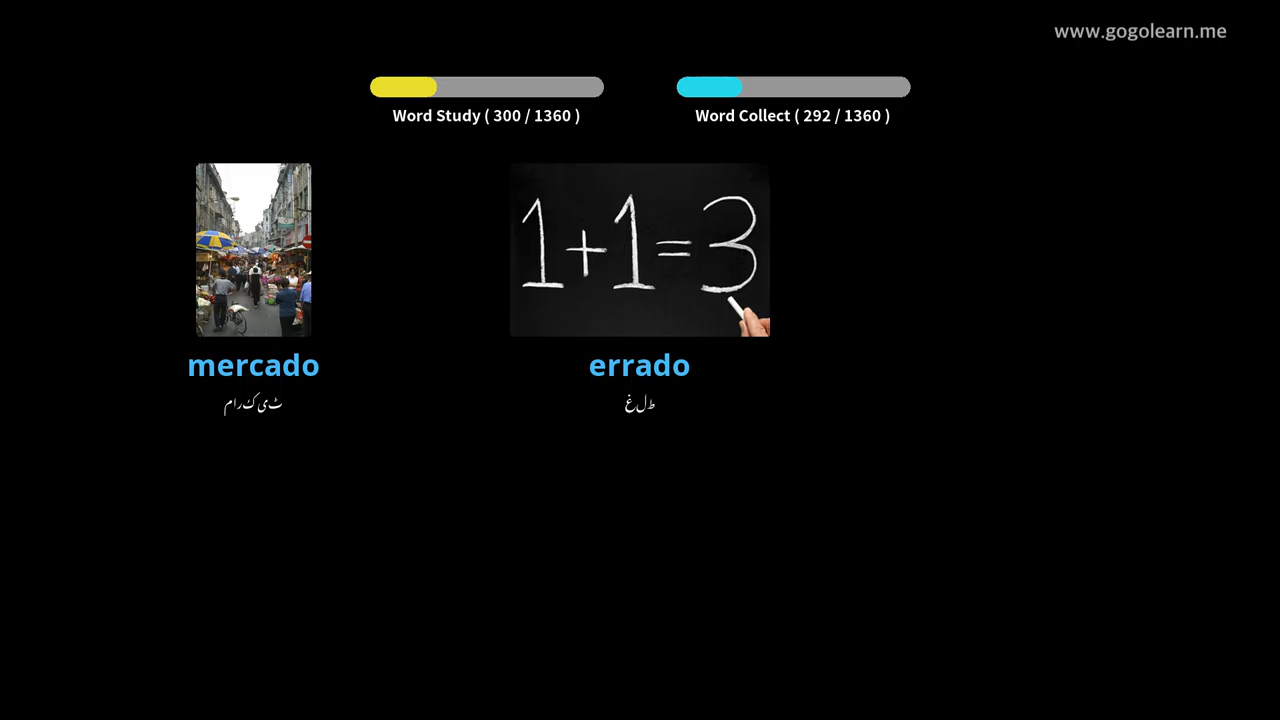 www.gogolearn.me
Word Study ( 300 / 1360 )
Word Collect ( 292 / 1360 )
1+1=3
mercado
errado
مارکیٹ
غلط